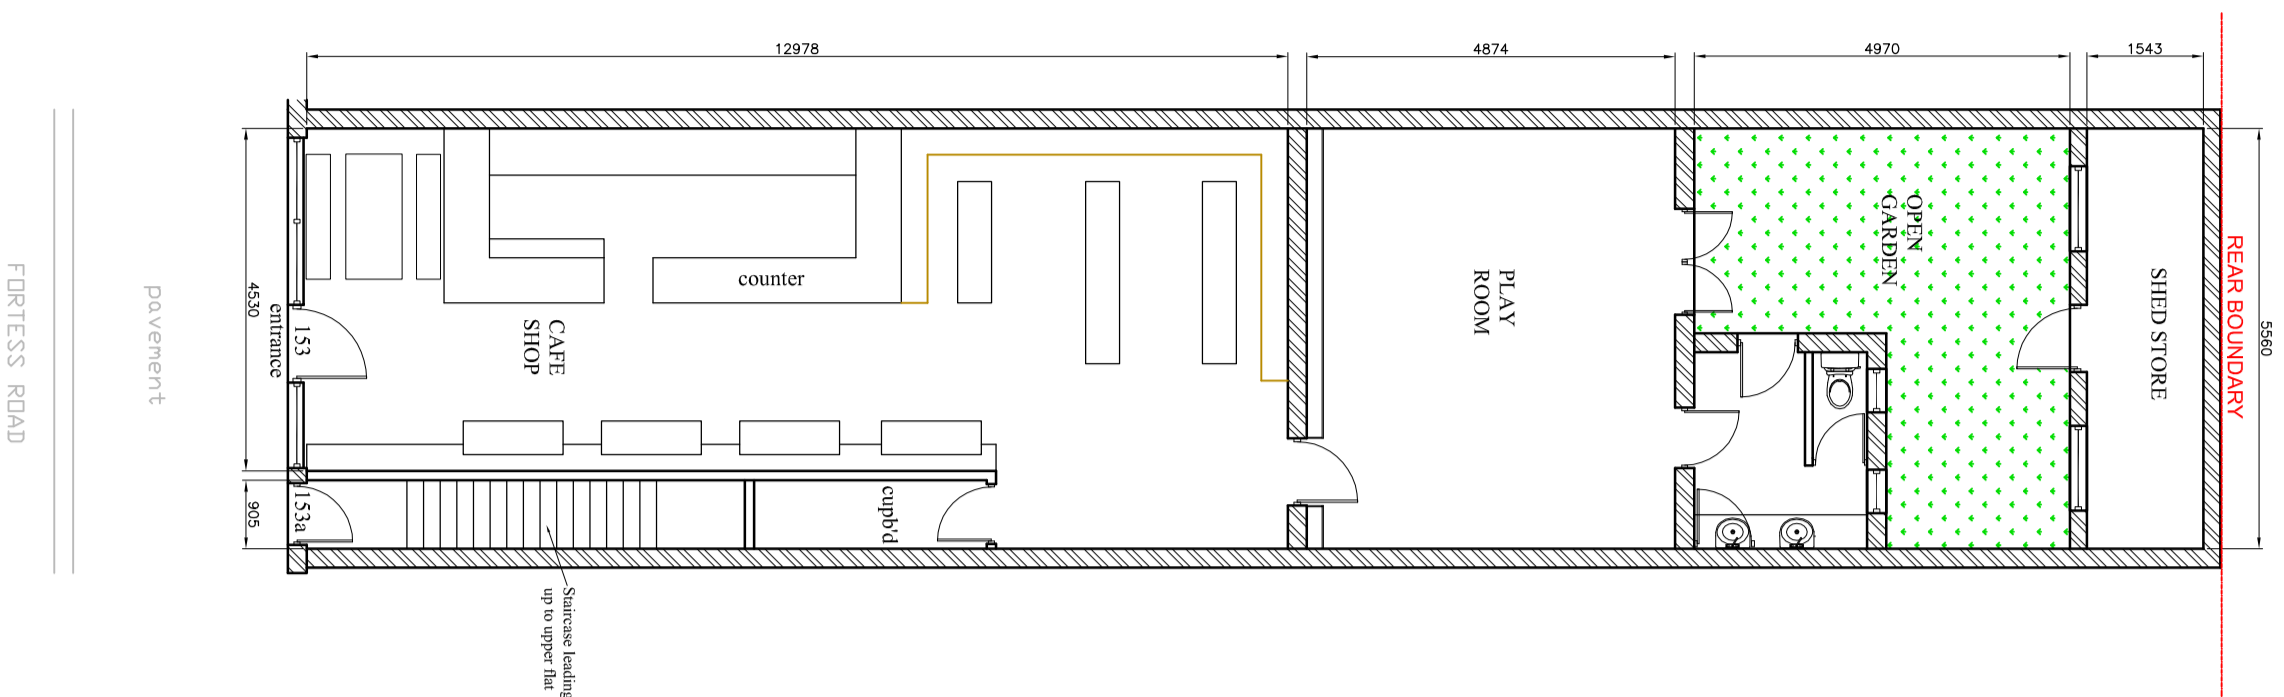 12978
4874
4970
1543
FORTESS ROAD
pavement
4530
905
153
entrance
153a
CAFE
SHOP
counter
cupb'd
Staircase leading
up to upper flat
PLAY
ROOM
OPEN
GARDEN
SHED STORE
REAR BOUNDARY
5560